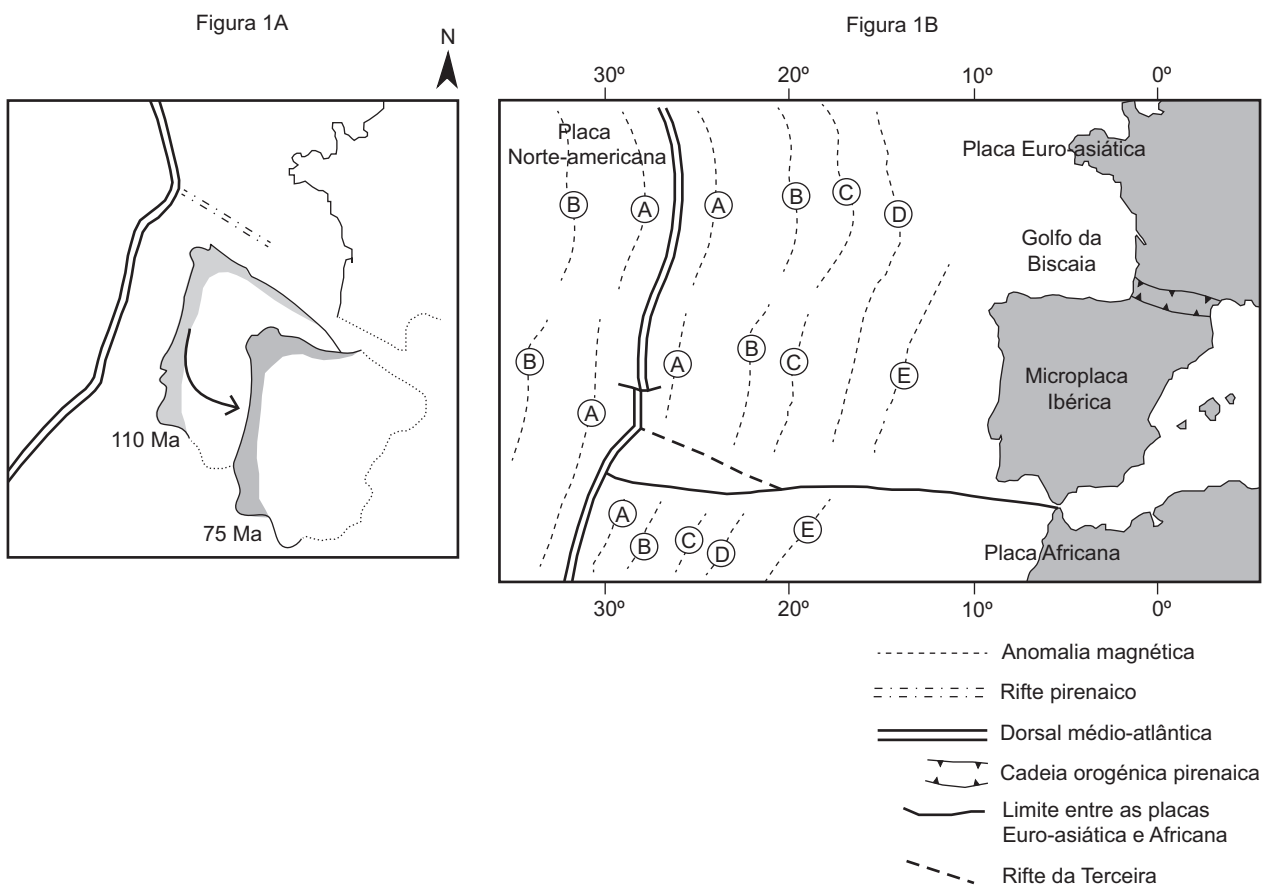 Figura 1A
N
110 Ma
75 Ma
Figura 1B
30º 20º 10º 0º
Placa
Norte-americana
Placa Euro-asiática
B A A B C D
Golfo da
Biscaia
B A A B C E
Microplaca
Ibérica
A B C D E
Placa Africana
30º 20º 10º 0º
Anomalia magnética
Rifte pirenaico
Dorsal médio-atlântica
Cadeia orogénica pirenaica
Limite entre as placas
Euro-asiática e Africana
Rifte da Terceira